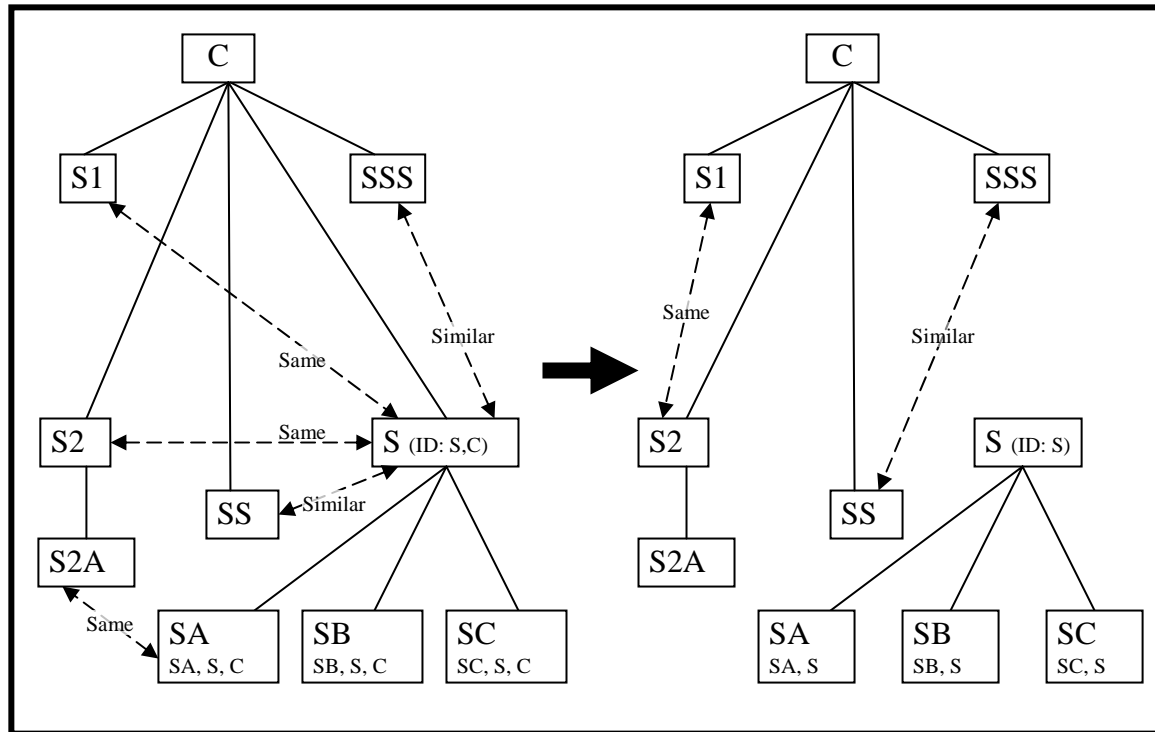 C
S1
SSS
Similar
Same
S2
Same
S (ID: S,C)
SS
Similar
S2A
Same
SA
SA, S, C
SB
SB, S, C
SC
SC, S, C
C
S1
SSS
Same
Similar
S2
S (ID: S)
SS
S2A
SA
SA, S
SB
SB, S
SC
SC, S